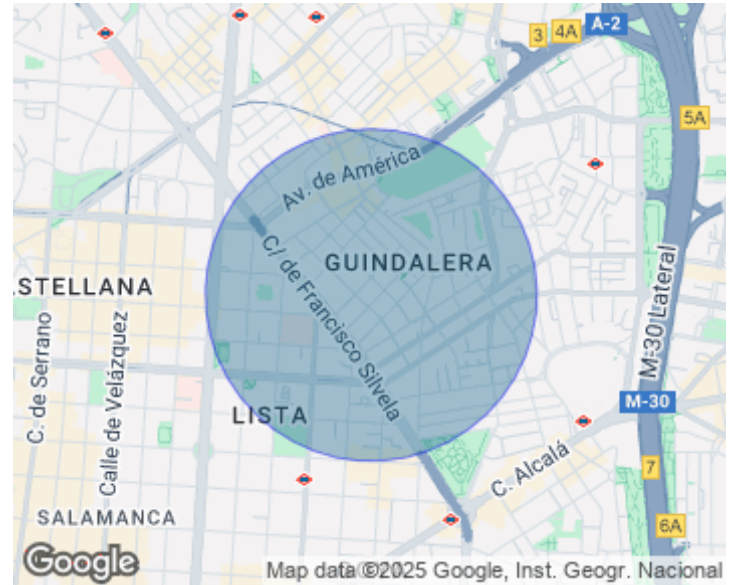 A-2
3
4A
5A
Av. de América
GUINDALERA
C/ de Francisco Silvela
STELLANA
C. de Serrano
Calle de Velázquez
M-30 Lateral
M-30
LISTA
C. Alcalá
7
SALAMANCA
6A
Google
Map data ©2025 Google, Inst. Geogr. Nacional